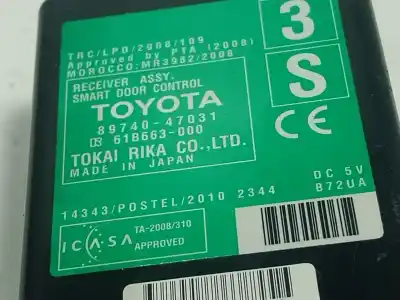 TRC/LPD/2008/109
Approved by PTA (2008)
MOROCCO:MR3982/2008
3
S
RECEIVER ASSY.
SMART DOOR CONTROL
TOYOTA
89740-47031
61B663-000
TOKAI RIKA CO.,LTD.
MADE IN JAPAN
CE
14343/POSTEL/2010 2344
DC 5V
B72UA
ICASA
TA-2008/310
APPROVED